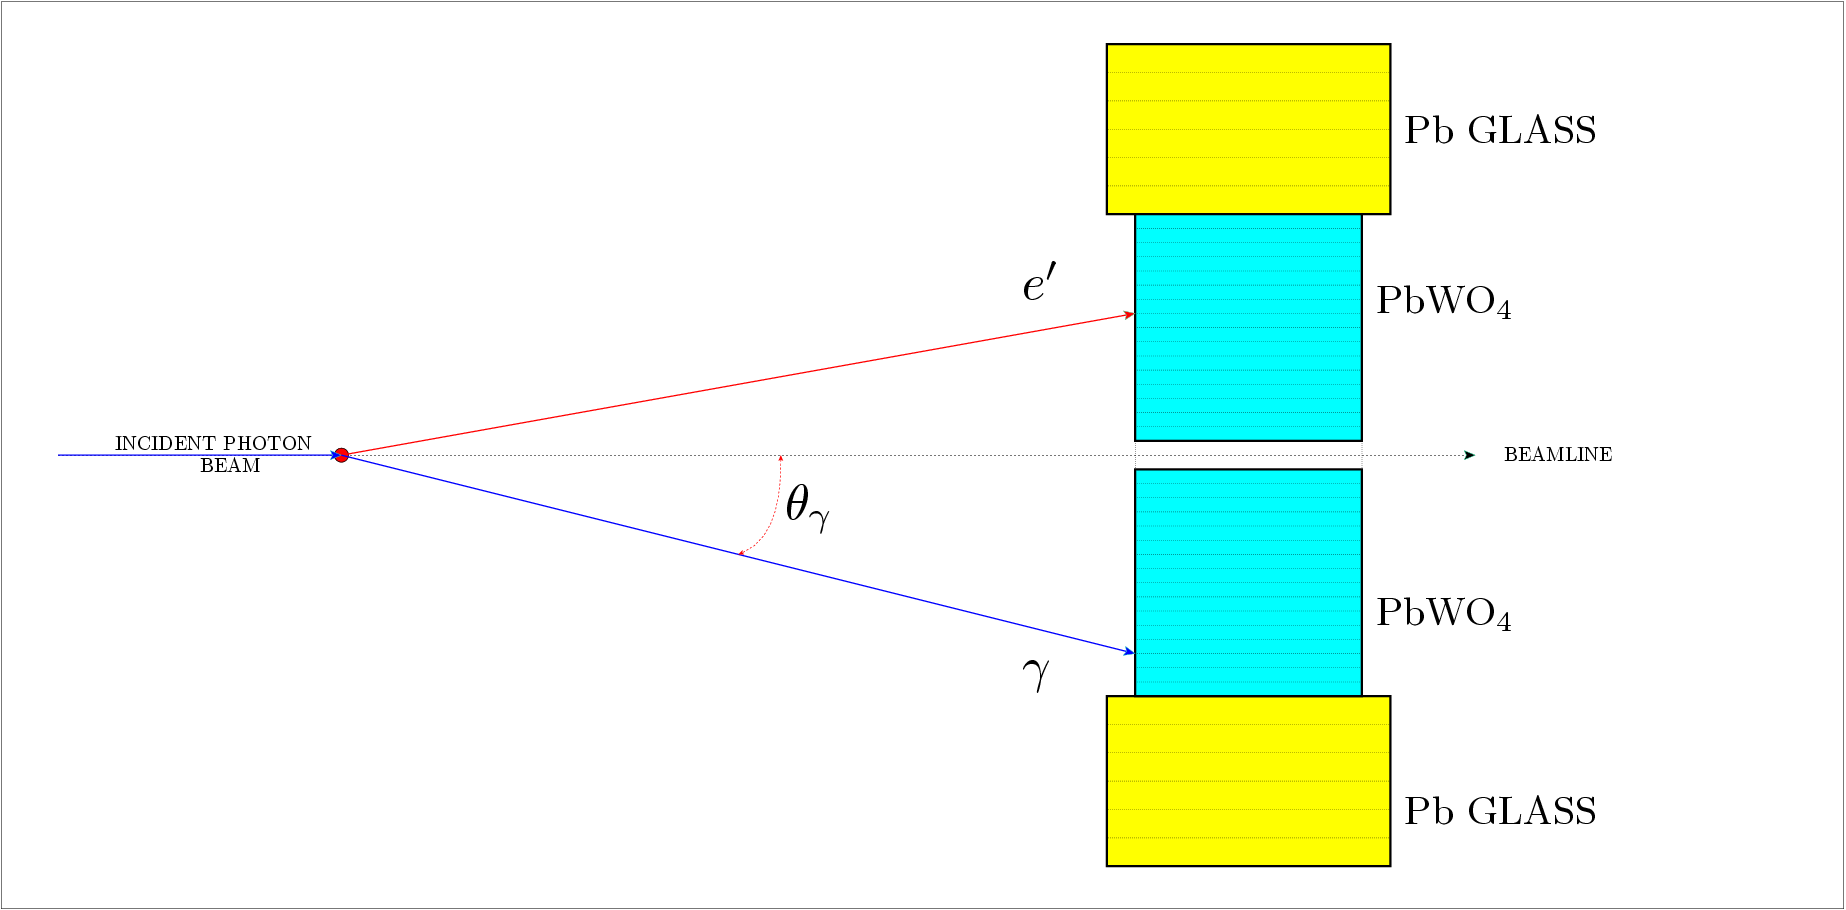 Pb GLASS
e′
PbWO₄
INCIDENT PHOTON
BEAM
BEAMLINE
θᵧ
PbWO₄
γ
Pb GLASS